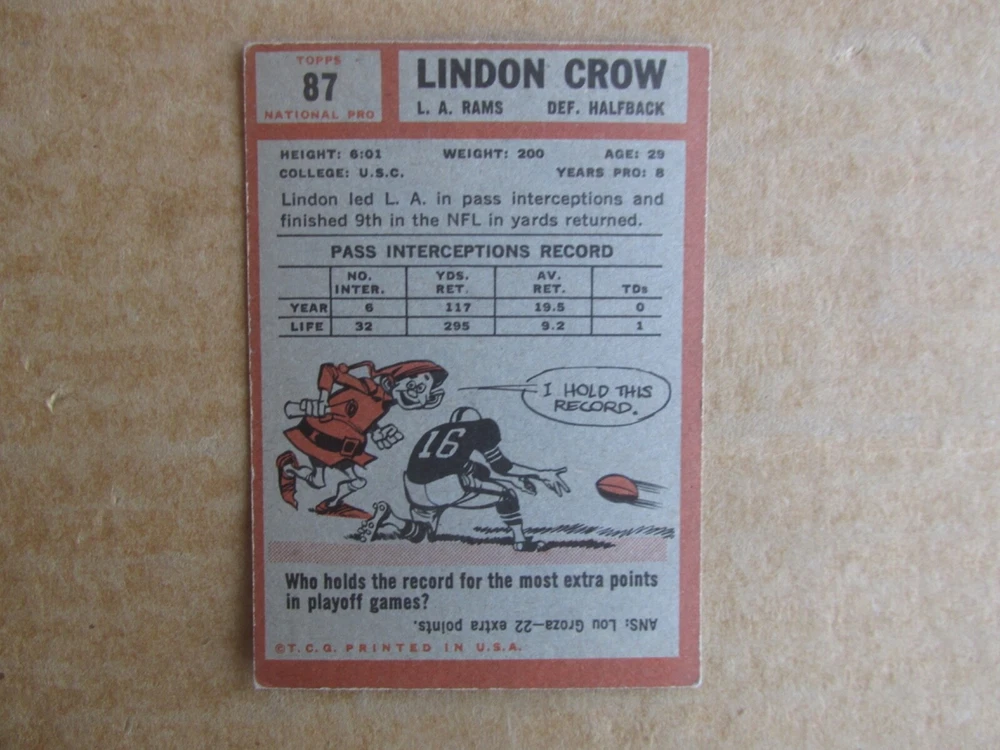 TOPPS
87
NATIONAL PRO
LINDON CROW
L. A. RAMS DEF. HALFBACK
HEIGHT: 6:01 WEIGHT: 200 AGE: 29
COLLEGE: U.S.C. YEARS PRO: 8
Lindon led L. A. in pass interceptions and
finished 9th in the NFL in yards returned.
PASS INTERCEPTIONS RECORD
NO. INTER. YDS. RET. AV. RET. TDs
YEAR 6 117 19.5 0
LIFE 32 295 9.2 1
I HOLD THIS
RECORD.
16
Who holds the record for the most extra points
in playoff games?
ANS: Lou Groza—22 extra points.
©T.C.G. PRINTED IN U.S.A.